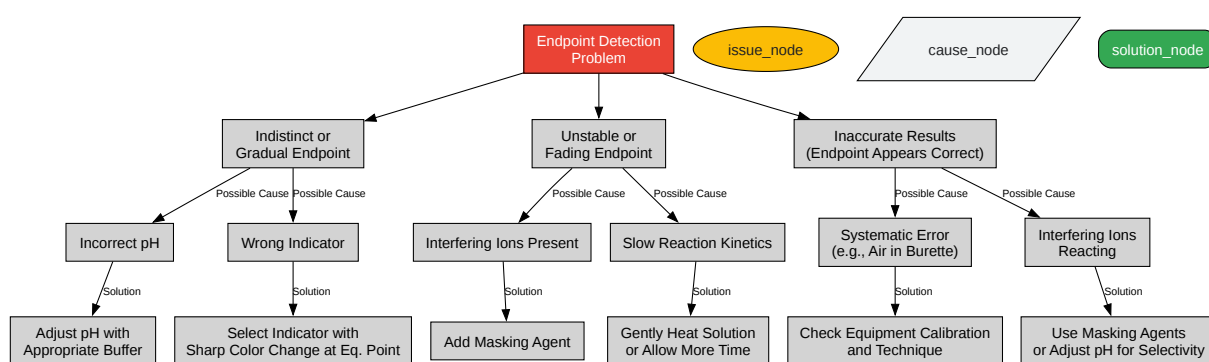 Endpoint Detection
Problem
issue_node
cause_node
solution_node
Indistinct or
Gradual Endpoint
Unstable or
Fading Endpoint
Inaccurate Results
(Endpoint Appears Correct)
Possible Cause
Possible Cause
Possible Cause
Possible Cause
Possible Cause
Possible Cause
Incorrect pH
Wrong Indicator
Interfering Ions Present
Slow Reaction Kinetics
Systematic Error
(e.g., Air in Burette)
Interfering Ions
Reacting
Solution
Solution
Solution
Solution
Solution
Solution
Adjust pH with
Appropriate Buffer
Select Indicator with
Sharp Color Change at Eq. Point
Add Masking Agent
Gently Heat Solution
or Allow More Time
Check Equipment Calibration
and Technique
Use Masking Agents
or Adjust pH for Selectivity